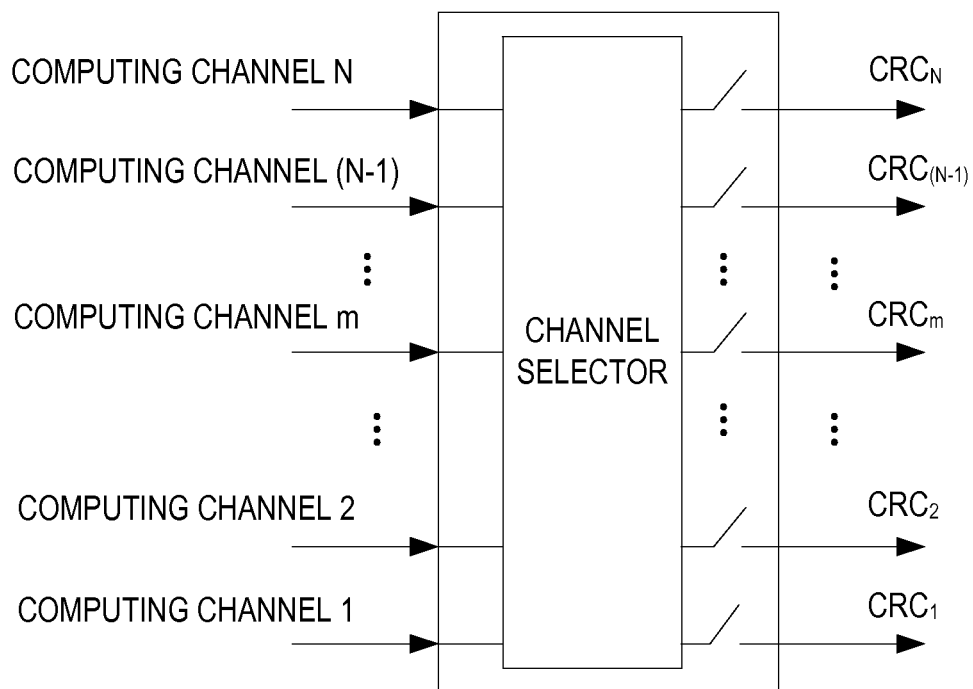 COMPUTING CHANNEL N
CRCN
COMPUTING CHANNEL (N-1)
CRC(N-1)
COMPUTING CHANNEL m
CRCm
CHANNEL
SELECTOR
COMPUTING CHANNEL 2
CRC2
COMPUTING CHANNEL 1
CRC1